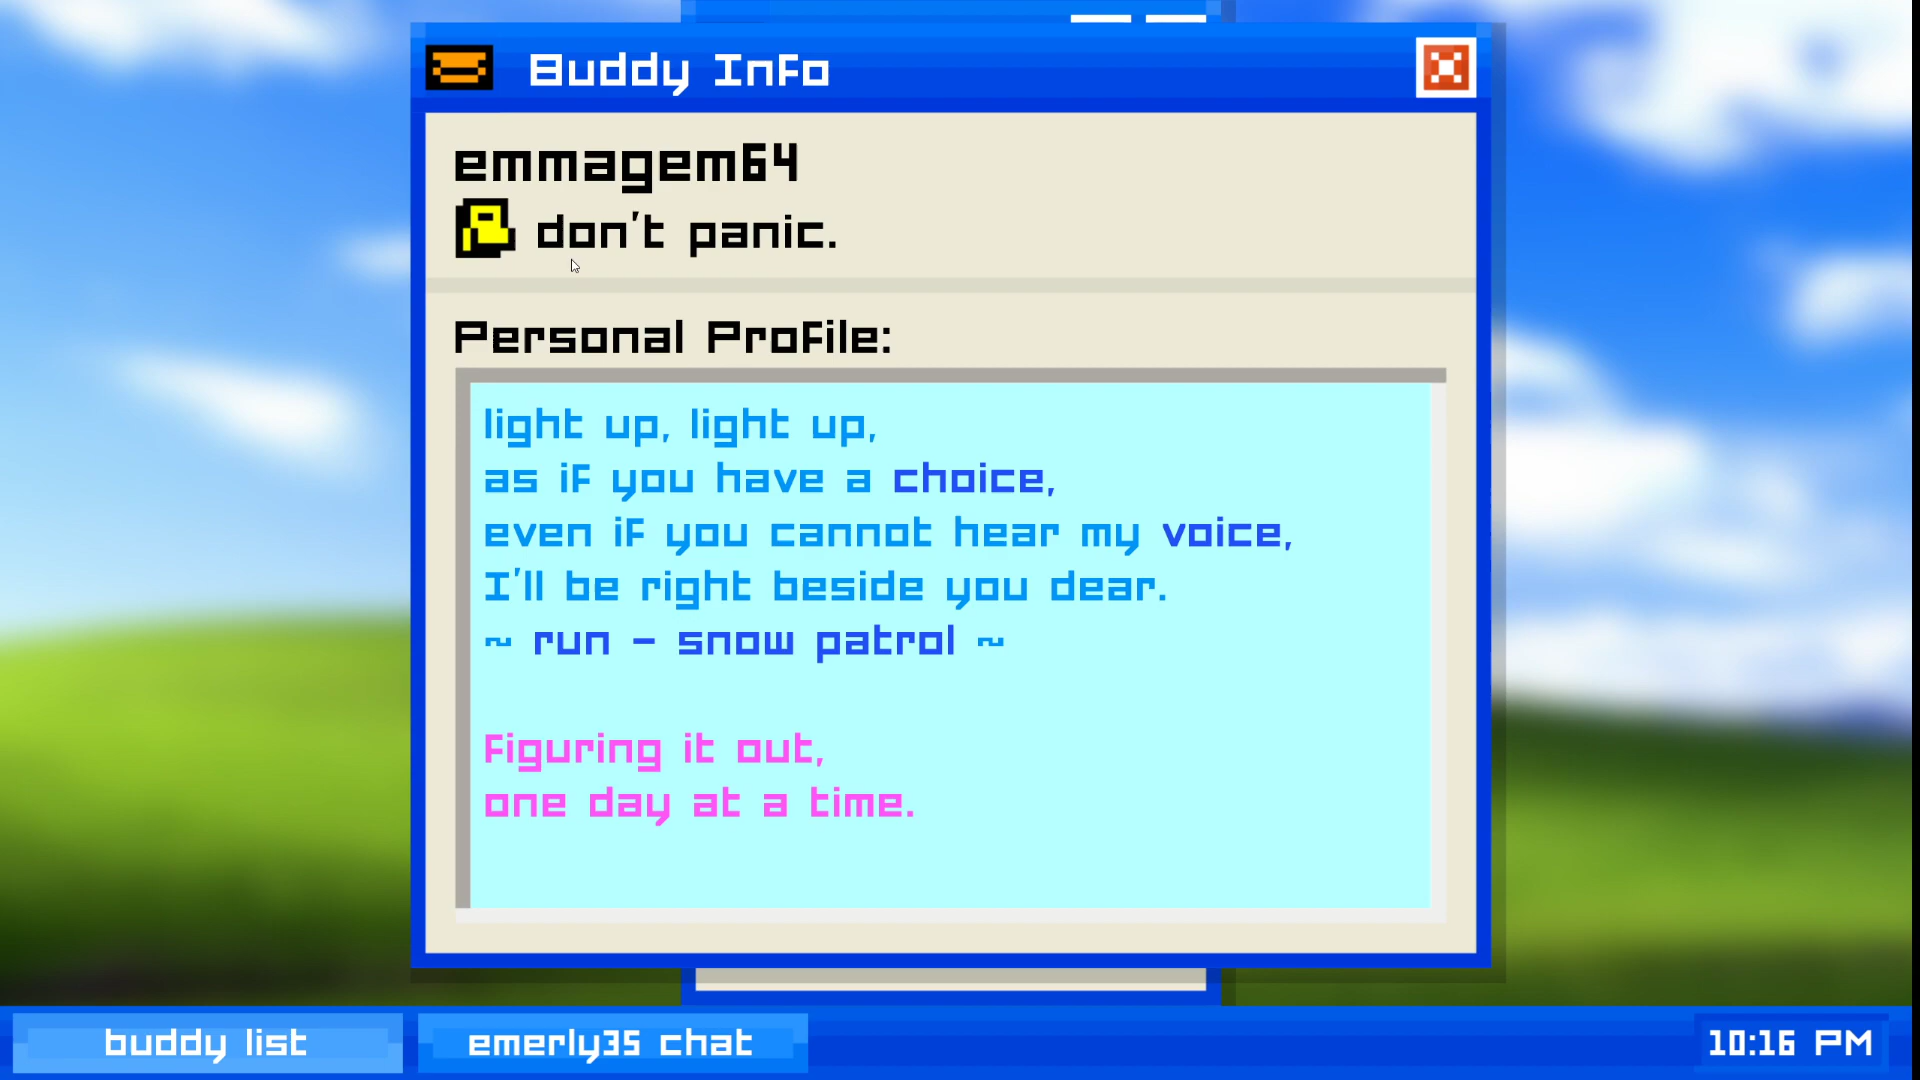 Buddy Info
emmagem64
don't panic.
Personal Profile:
light up, light up,
as if you have a choice,
even if you cannot hear my voice,
I'll be right beside you dear.
~ run - snow patrol ~
figuring it out,
one day at a time.
buddy list
emerly35 chat
10:16 PM